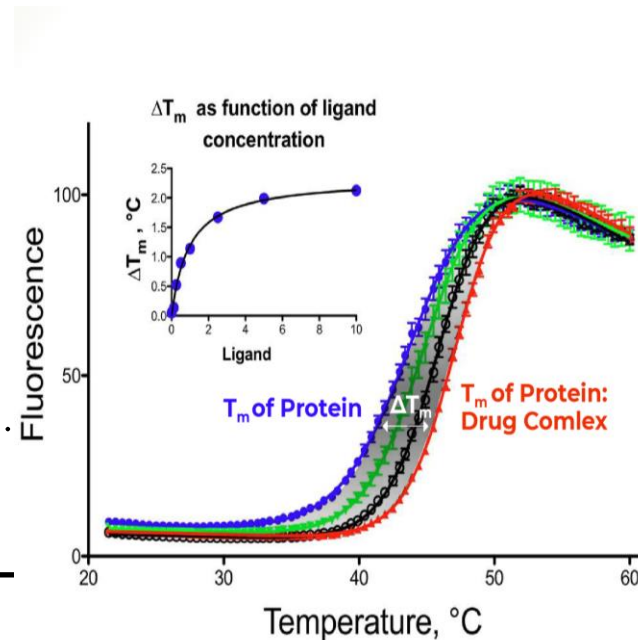 ΔTm as function of ligand
concentration
ΔTm, °C
2.5
2.0
1.5
1.0
0.5
0.0
0 2 4 6 8 10
Ligand
Fluorescence
100
50
0
Tm of Protein
ΔTm
Tm of Protein:
Drug Comlex
20 30 40 50 60
Temperature, °C